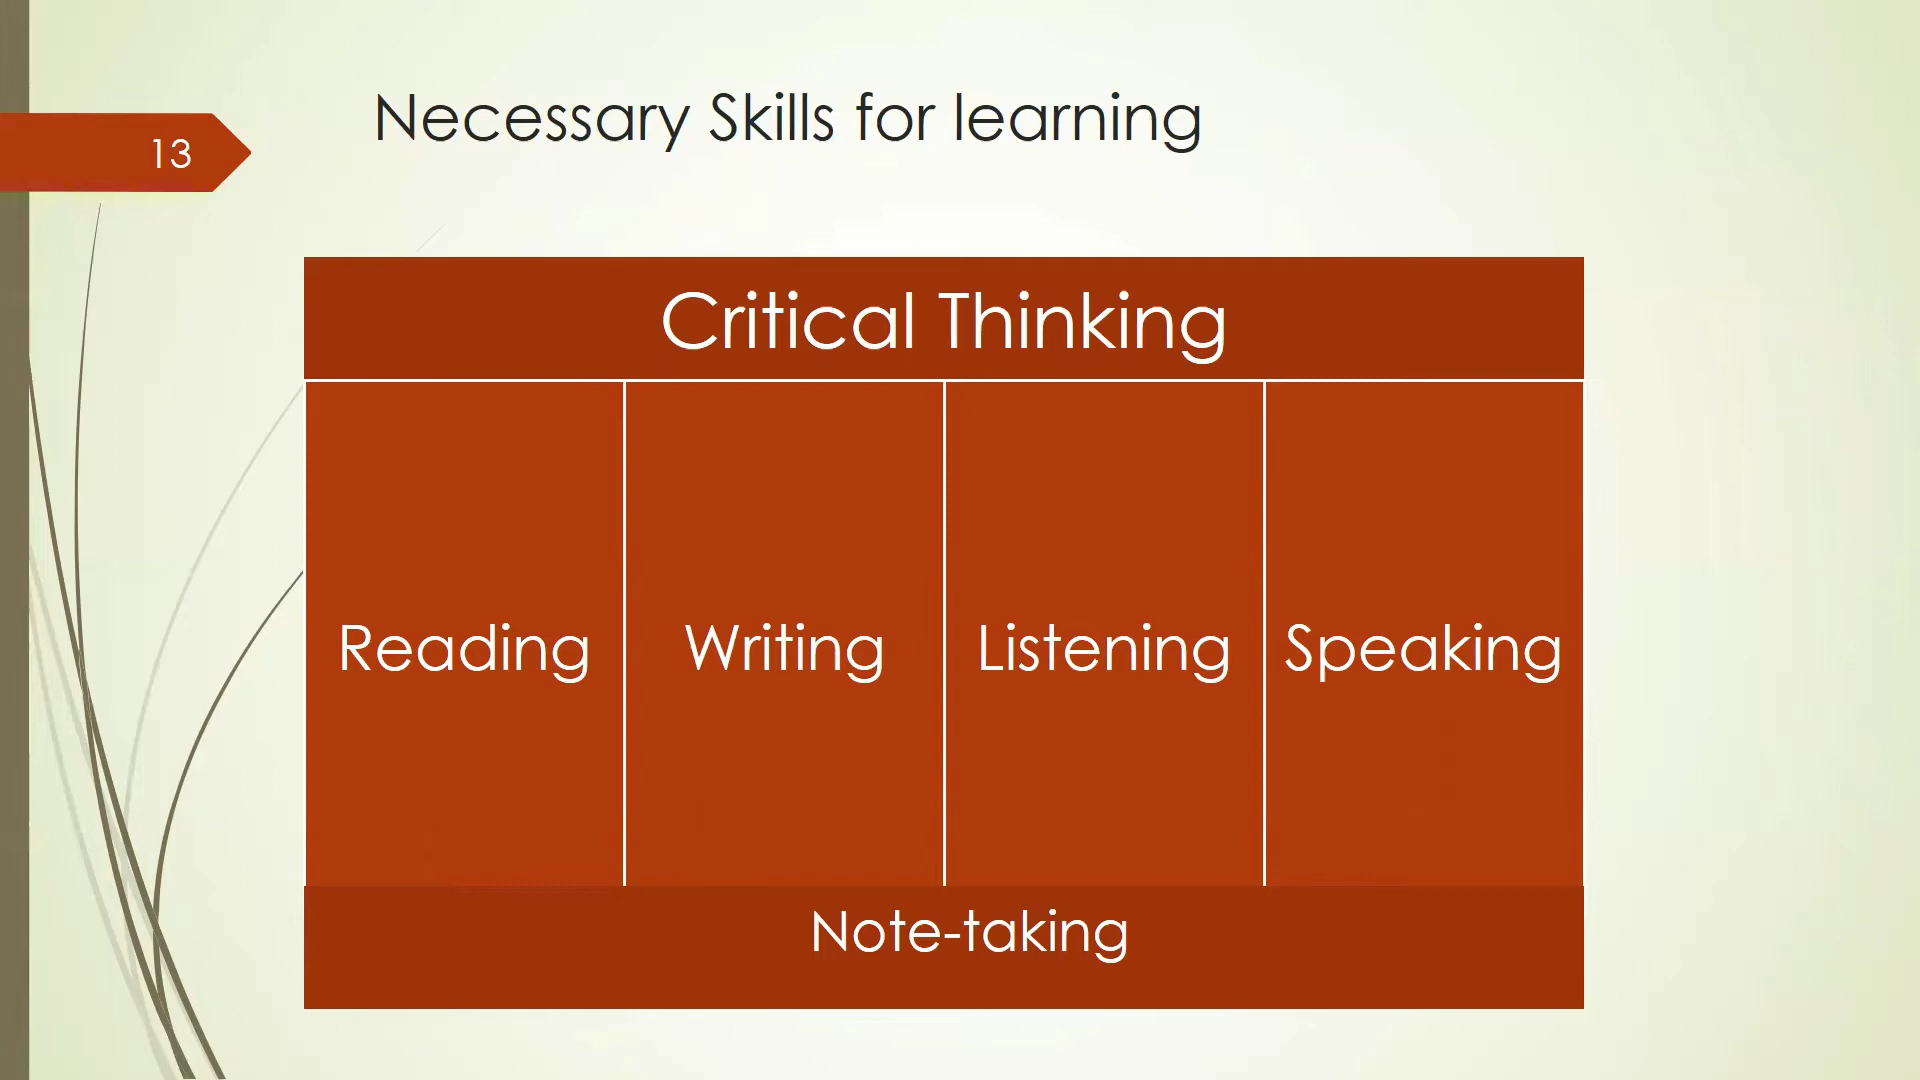 Necessary Skills for learning
13
Critical Thinking
Reading
Writing
Listening
Speaking
Note-taking